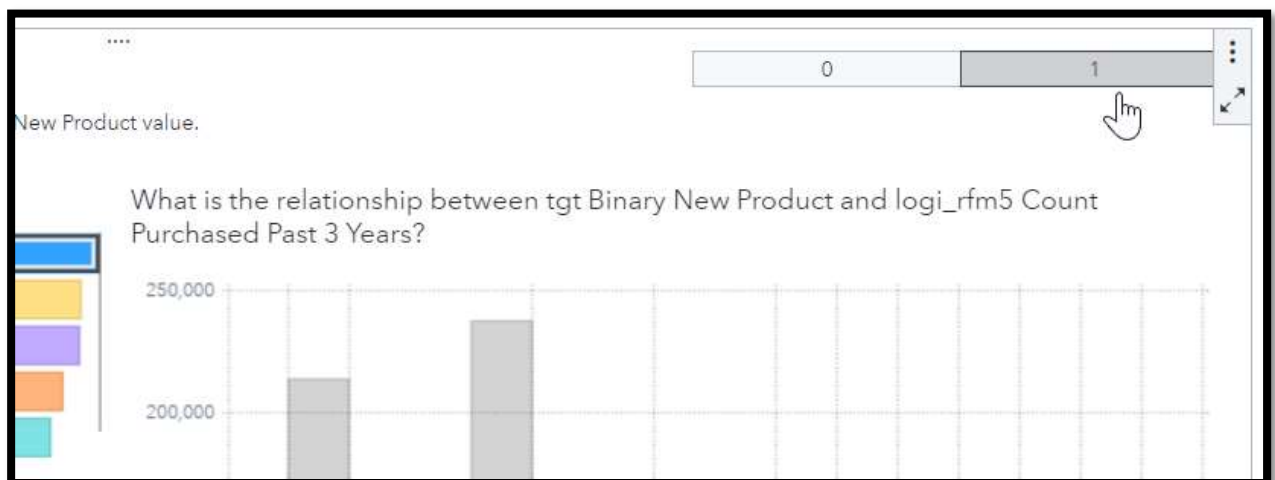 0 1
New Product value.
What is the relationship between tgt Binary New Product and logi_rfm5 Count
Purchased Past 3 Years?
250,000
200,000